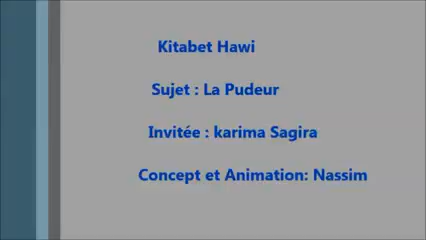 Kitabet Hawi
Sujet : La Pudeur
Invitée : karima Sagira
Concept et Animation: Nassim